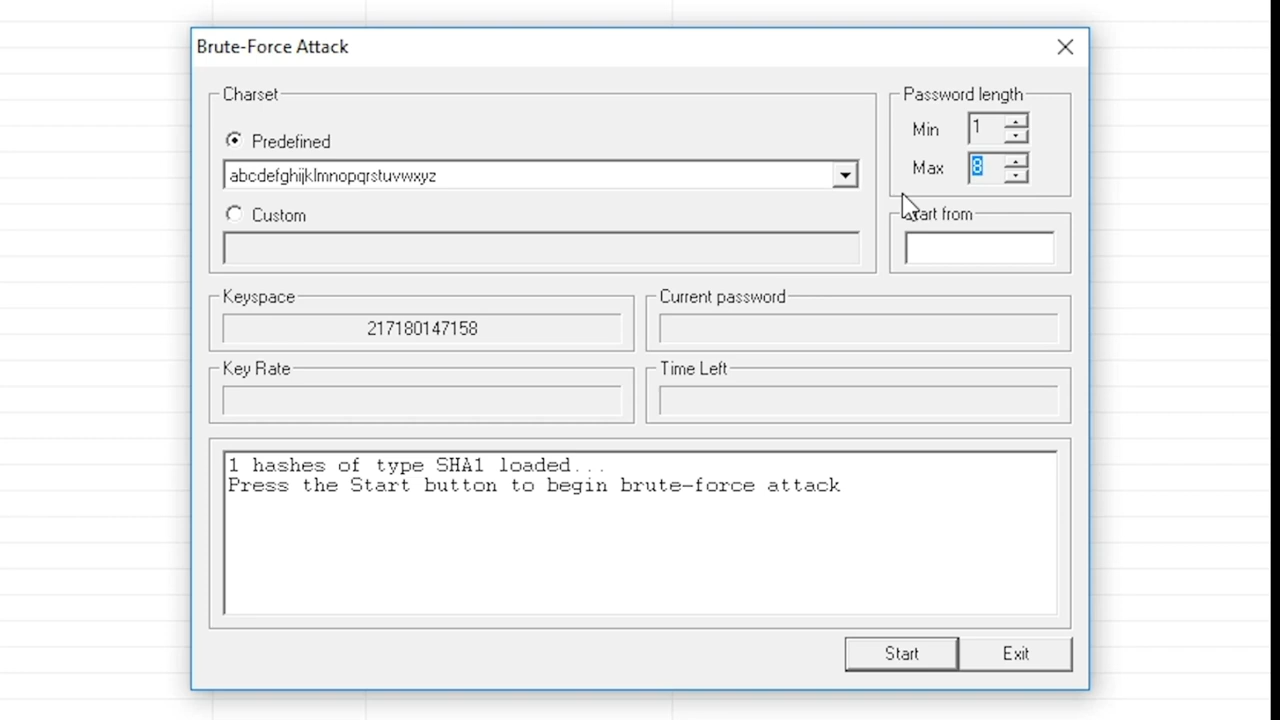 Brute-Force Attack
Charset
Predefined
abcdefghijklmnopqrstuvwxyz
Custom
Password length
Min 1
Max 8
from
Keyspace
217180147158
Current password
Key Rate
Time Left
1 hashes of type SHA1 loaded...
Press the Start button to begin brute-force attack
Start
Exit